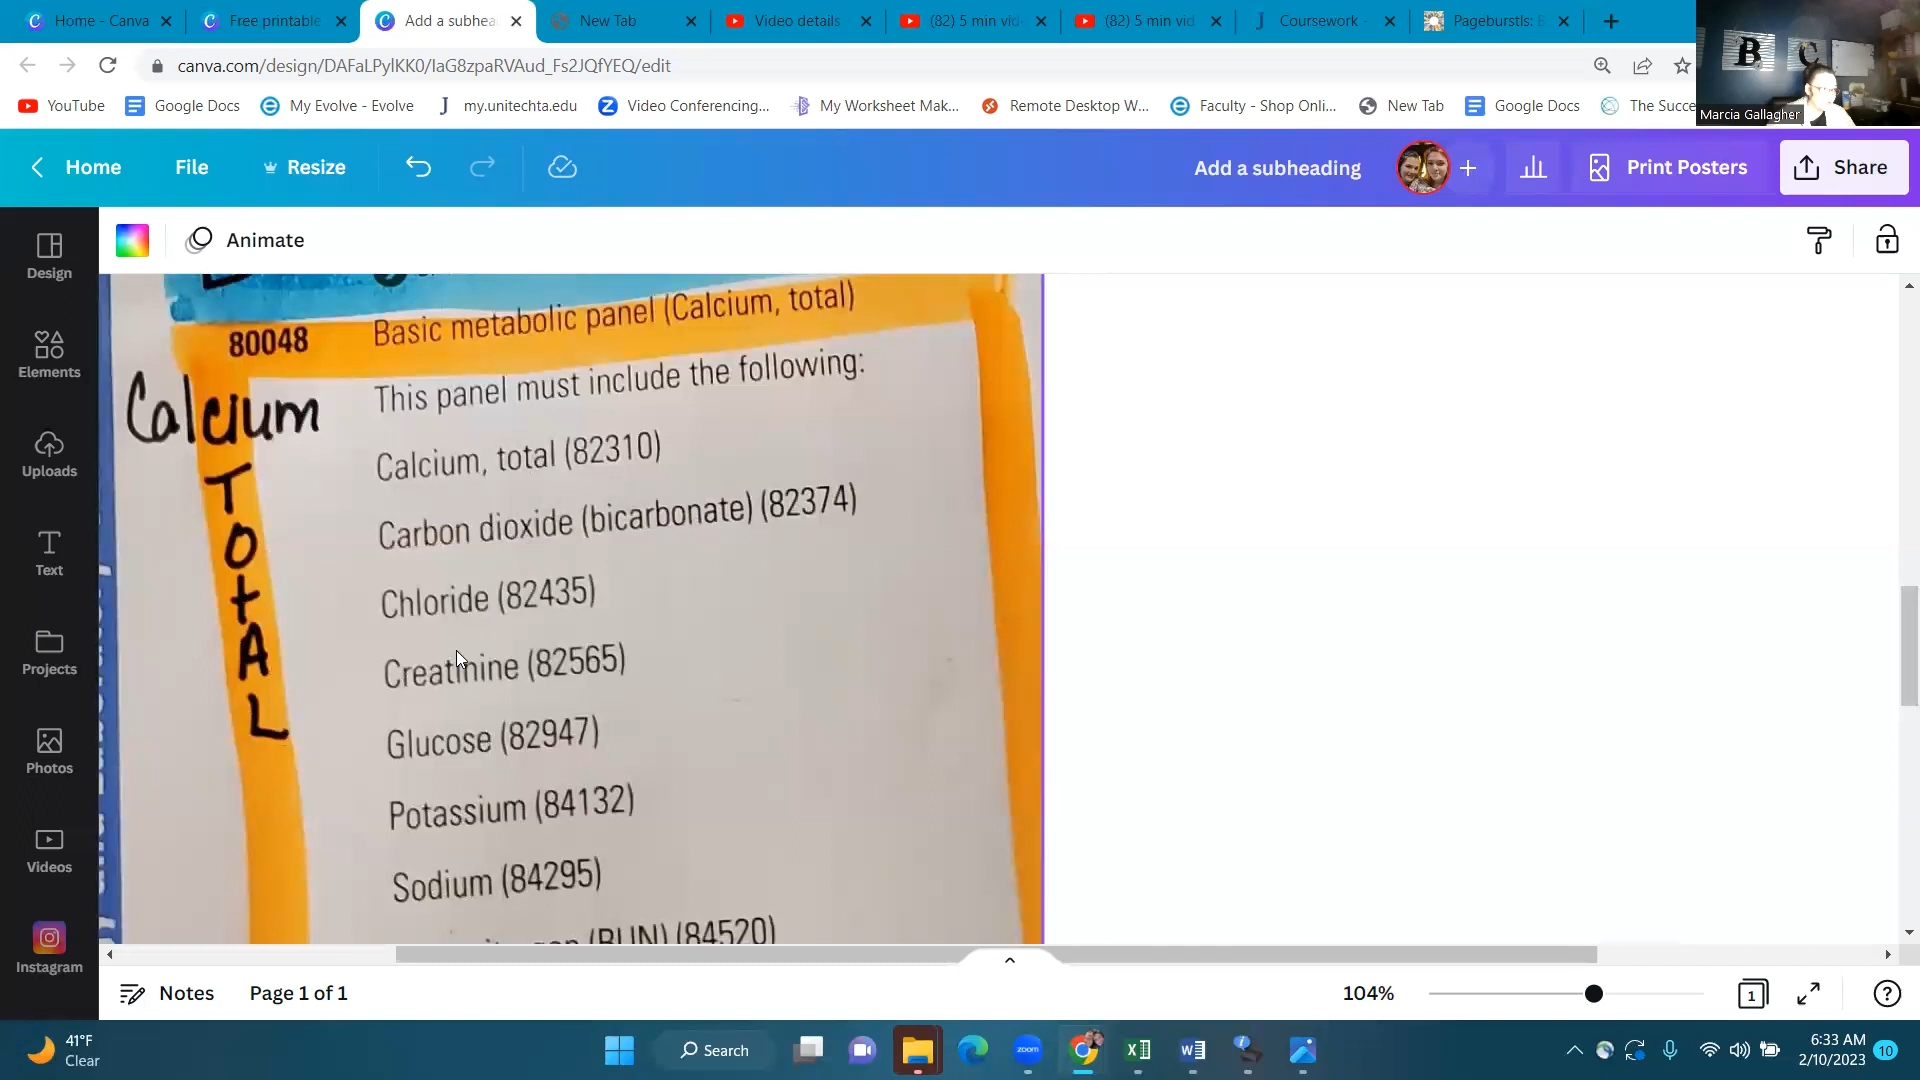 Home - Canva
Free printable
Add a subhea
New Tab
Video details
(82) 5 min vid
(82) 5 min vid
Coursework -
Pageburstls: E
canva.com/design/DAFaLPylKK0/IaG8zpaRVAud_Fs2JQfYEQ/edit
YouTube
Google Docs
My Evolve - Evolve
my.unitechta.edu
Video Conferencing...
My Worksheet Mak...
Remote Desktop W...
Faculty - Shop Onli...
New Tab
Google Docs
The Succe
B C
Marcia Gallagher
Home
File
Resize
Add a subheading
Print Posters
Share
Animate
Design
Elements
Uploads
Text
Projects
Photos
Videos
Instagram
80048 Basic metabolic panel (Calcium, total)
This panel must include the following:
Calcium
TOtAL
Calcium, total (82310)
Carbon dioxide (bicarbonate) (82374)
Chloride (82435)
Creatinine (82565)
Glucose (82947)
Potassium (84132)
Sodium (84295)
(BUN) (84520)
Notes
Page 1 of 1
104%
1
41°F
Clear
Search
zoom
6:33 AM
2/10/2023
10